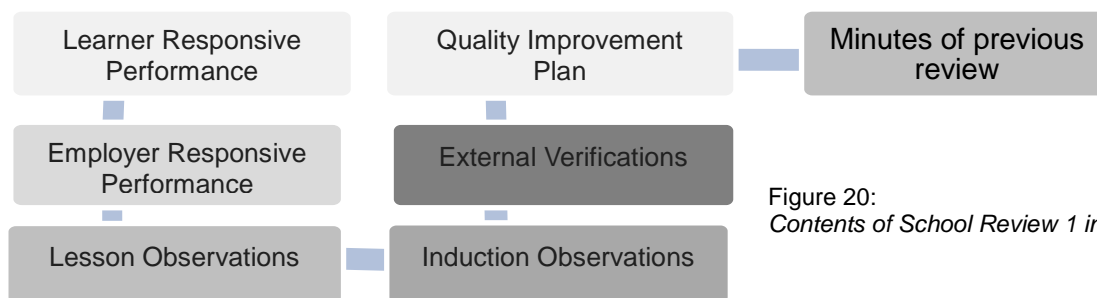 Learner Responsive
Performance
Employer Responsive
Performance
Lesson Observations
Induction Observations
External Verifications
Quality Improvement
Plan
Minutes of previous
review
Figure 20:
Contents of School Review 1 in